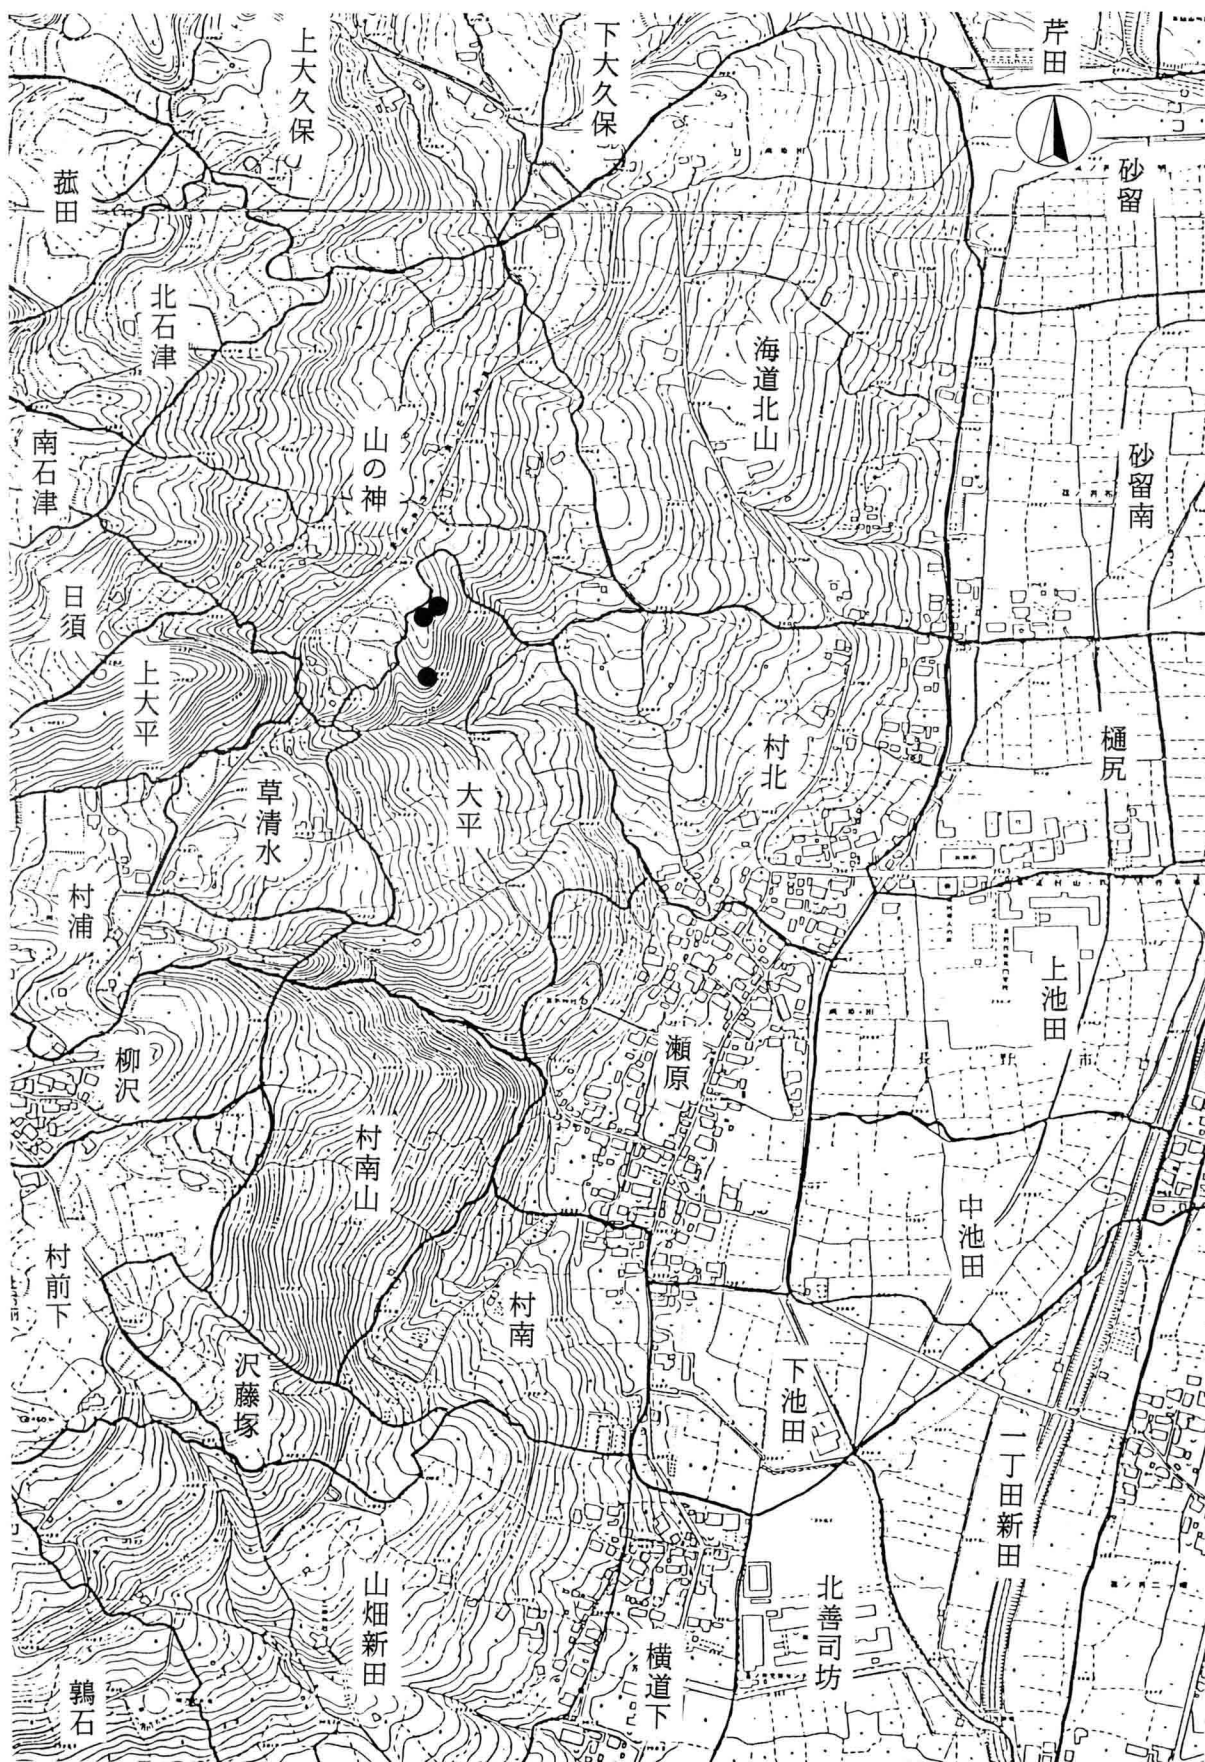 芹田
下大久保
上大久保
菰田
砂留
北石津
海道北山
山の神
南石津
砂留南
日須
上大平
村北
樋尻
大平
草清水
村浦
上池田
瀬原
柳沢
村南山
中池田
村前下
村南
下池田
沢藤塚
一丁田新田
山畑新田
北善司坊
横道下
鶉石
長野市